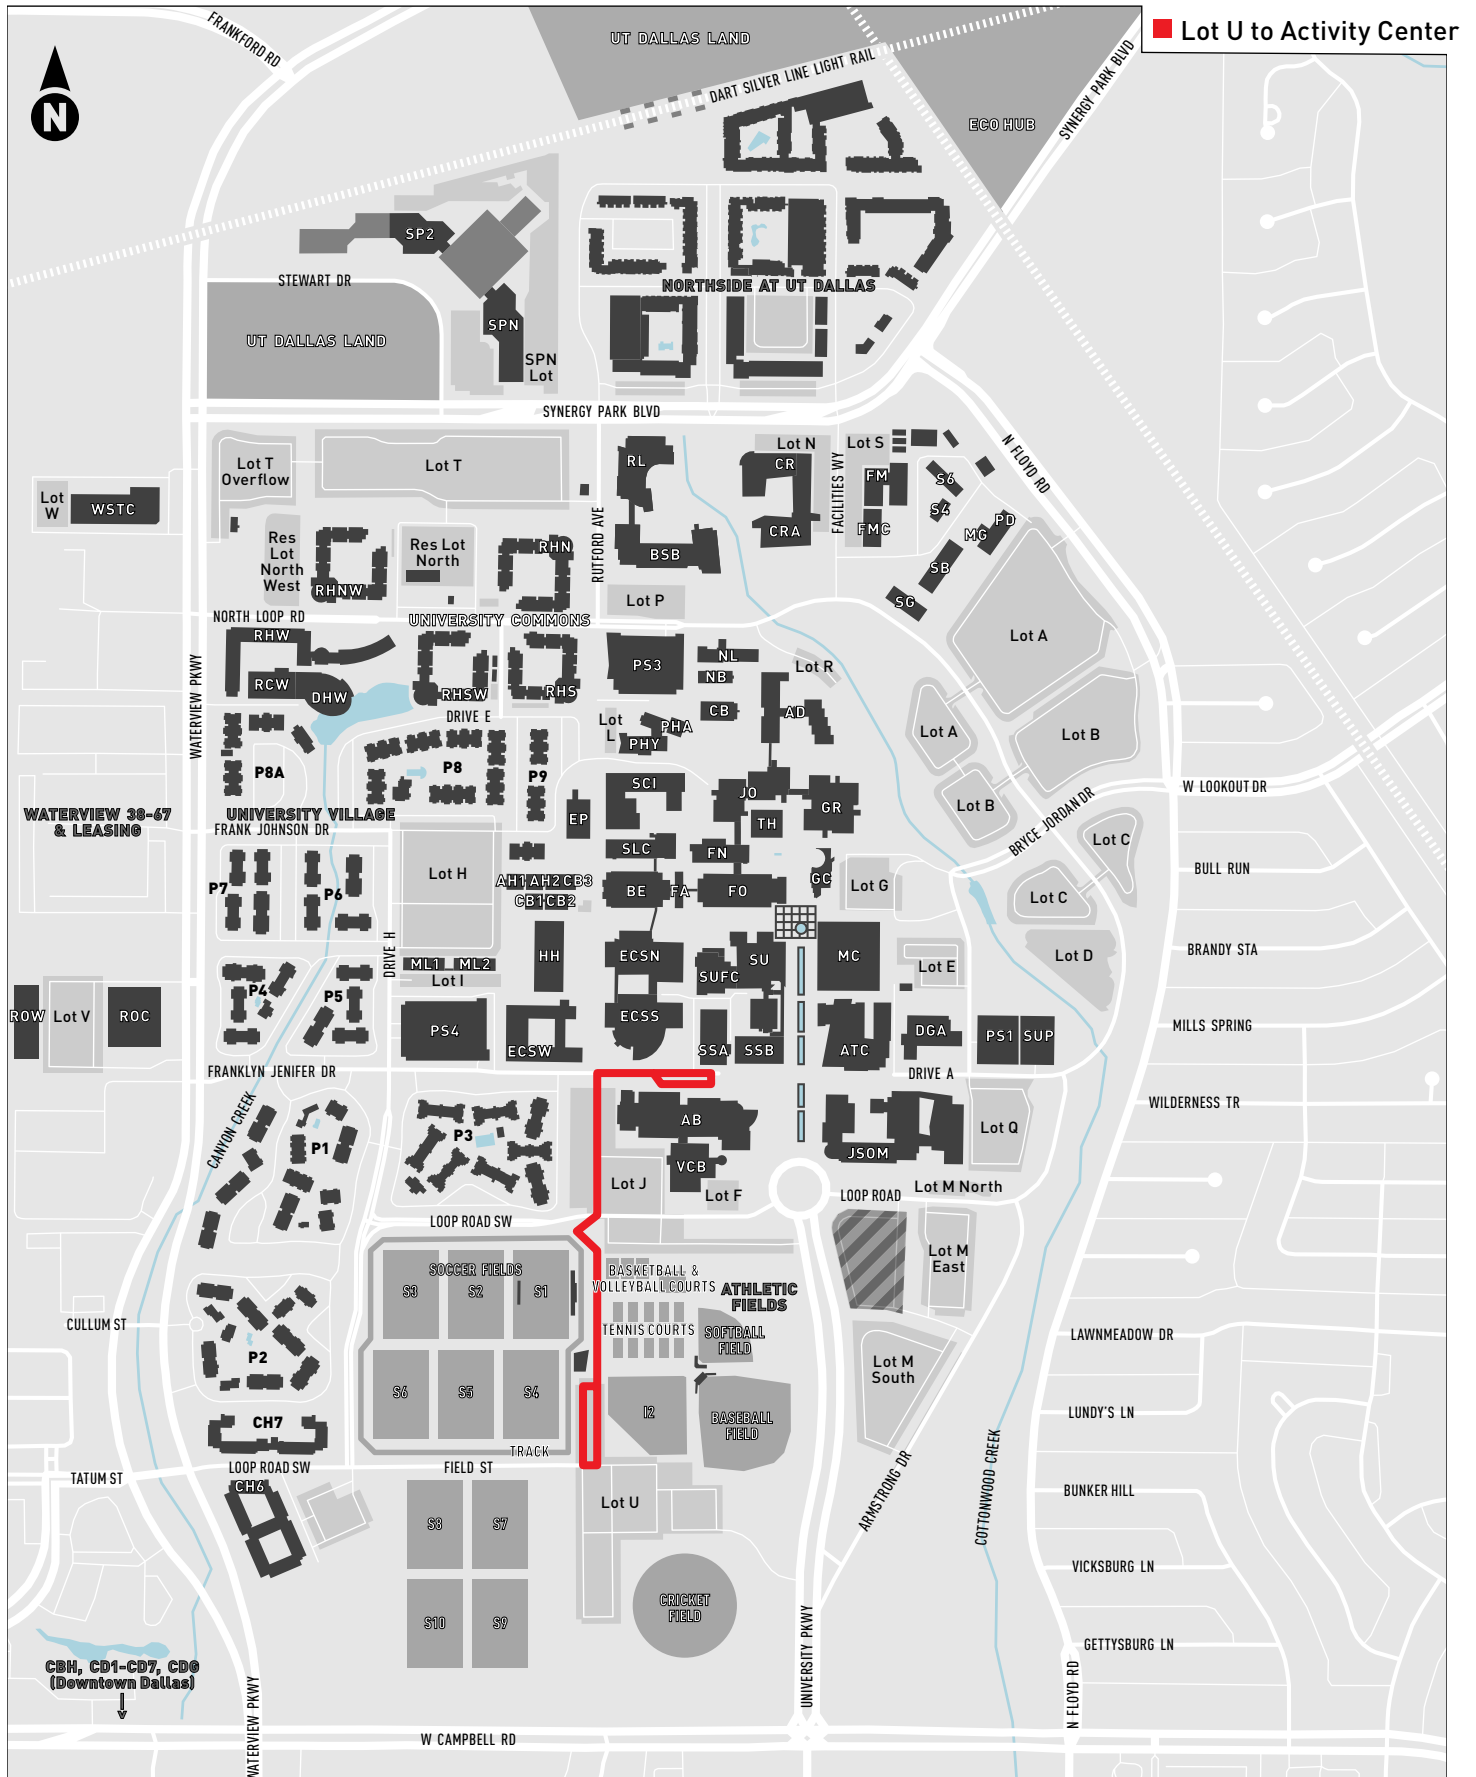 Lot U to Activity Center
FRANKFORD RD
UT DALLAS LAND
DART SILVER LINE LIGHT RAIL
SYNERGY PARK BLVD
ECO HUB
N
SP2
STEWART DR
NORTHSIDE AT UT DALLAS
SPN
UT DALLAS LAND
SPN
Lot
SYNERGY PARK BLVD
Lot T
Overflow
Lot T
RL
Lot N
CR
FACILITIES WY
Lot S
FM
S6
N FLOYD RD
Lot
W
WSTC
S4
CRA
FMC
PD
MG
Res
Lot
North
West
Res Lot
North
RHN
RUTFORD AVE
BSB
SB
RHNW
Lot P
SG
NORTH LOOP RD
UNIVERSITY COMMONS
RHW
Lot A
PS3
NL
NB
Lot R
WATERVIEW PKWY
RCW
DHW
RHSW
RHS
DRIVE E
Lot
L
PHA
PHY
CB
AD
Lot A
Lot B
P8A
P8
P9
SCI
JO
GR
W LOOKOUT DR
WATERVIEW 38-67
& LEASING
UNIVERSITY VILLAGE
FRANK JOHNSON DR
EP
TH
Lot B
BRYCE JORDAN DR
Lot C
SLC
FN
BULL RUN
P7
P6
Lot H
AH1
AH2
CB3
CB1
CB2
BE
FA
FO
GC
Lot G
Lot C
DRIVE H
HH
ECSN
SU
SUFC
MC
Lot E
Lot D
BRANDY STA
ML1
ML2
Lot I
P4
P5
ROW
Lot V
ROC
PS4
ECSW
ECSS
SSA
SSB
ATC
DGA
PS1
SUP
MILLS SPRING
FRANKLYN JENIFER DR
DRIVE A
CANYON CREEK
P1
P3
AB
JSOM
Lot Q
WILDERNESS TR
VCB
Lot J
Lot F
LOOP ROAD
Lot M North
LOOP ROAD SW
Lot M
East
SOCCER FIELDS
S3
S2
S1
BASKETBALL &
VOLLEYBALL COURTS
ATHLETIC
FIELDS
CULLUM ST
P2
TENNIS COURTS
SOFTBALL
FIELD
LAWNMEADOW DR
Lot M
South
S6
S5
S4
I2
BASEBALL
FIELD
LUNDY'S LN
CH7
TRACK
LOOP ROAD SW
FIELD ST
TATUM ST
CH6
Lot U
ARMSTRONG DR
COTTONWOOD CREEK
BUNKER HILL
S8
S7
VICKSBURG LN
CRICKET
FIELD
S10
S9
UNIVERSITY PKWY
GETTYSBURG LN
CBH, CD1-CD7, CDG
(Downtown Dallas)
WATERVIEW PKWY
N FLOYD RD
W CAMPBELL RD